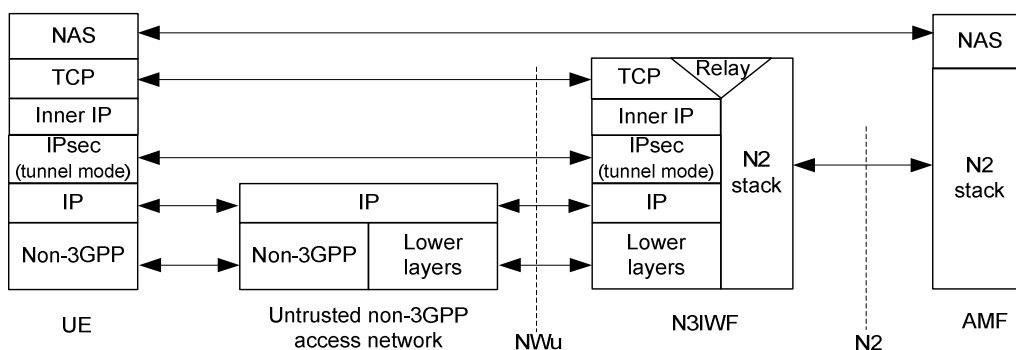 NAS
TCP
Inner IP
IPsec
(tunnel mode)
IP
Non-3GPP
UE
IP
Non-3GPP
Lower
layers
Untrusted non-3GPP
access network
NWu
TCP
Relay
Inner IP
IPsec
(tunnel mode)
IP
Lower
layers
N2
stack
N3IWF
N2
NAS
N2
stack
AMF